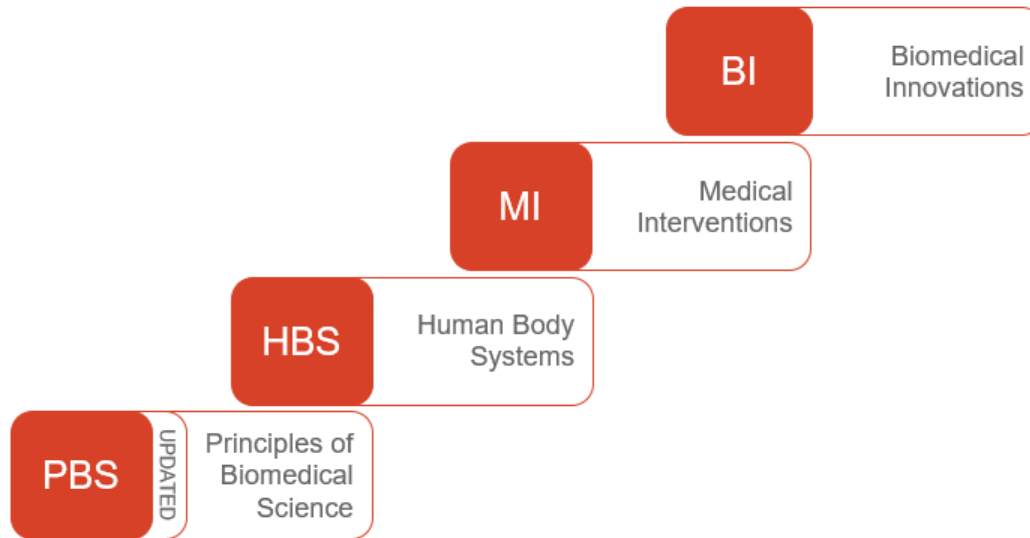 BI
Biomedical
Innovations
MI
Medical
Interventions
HBS
Human Body
Systems
PBS
UPDATED
Principles of
Biomedical
Science